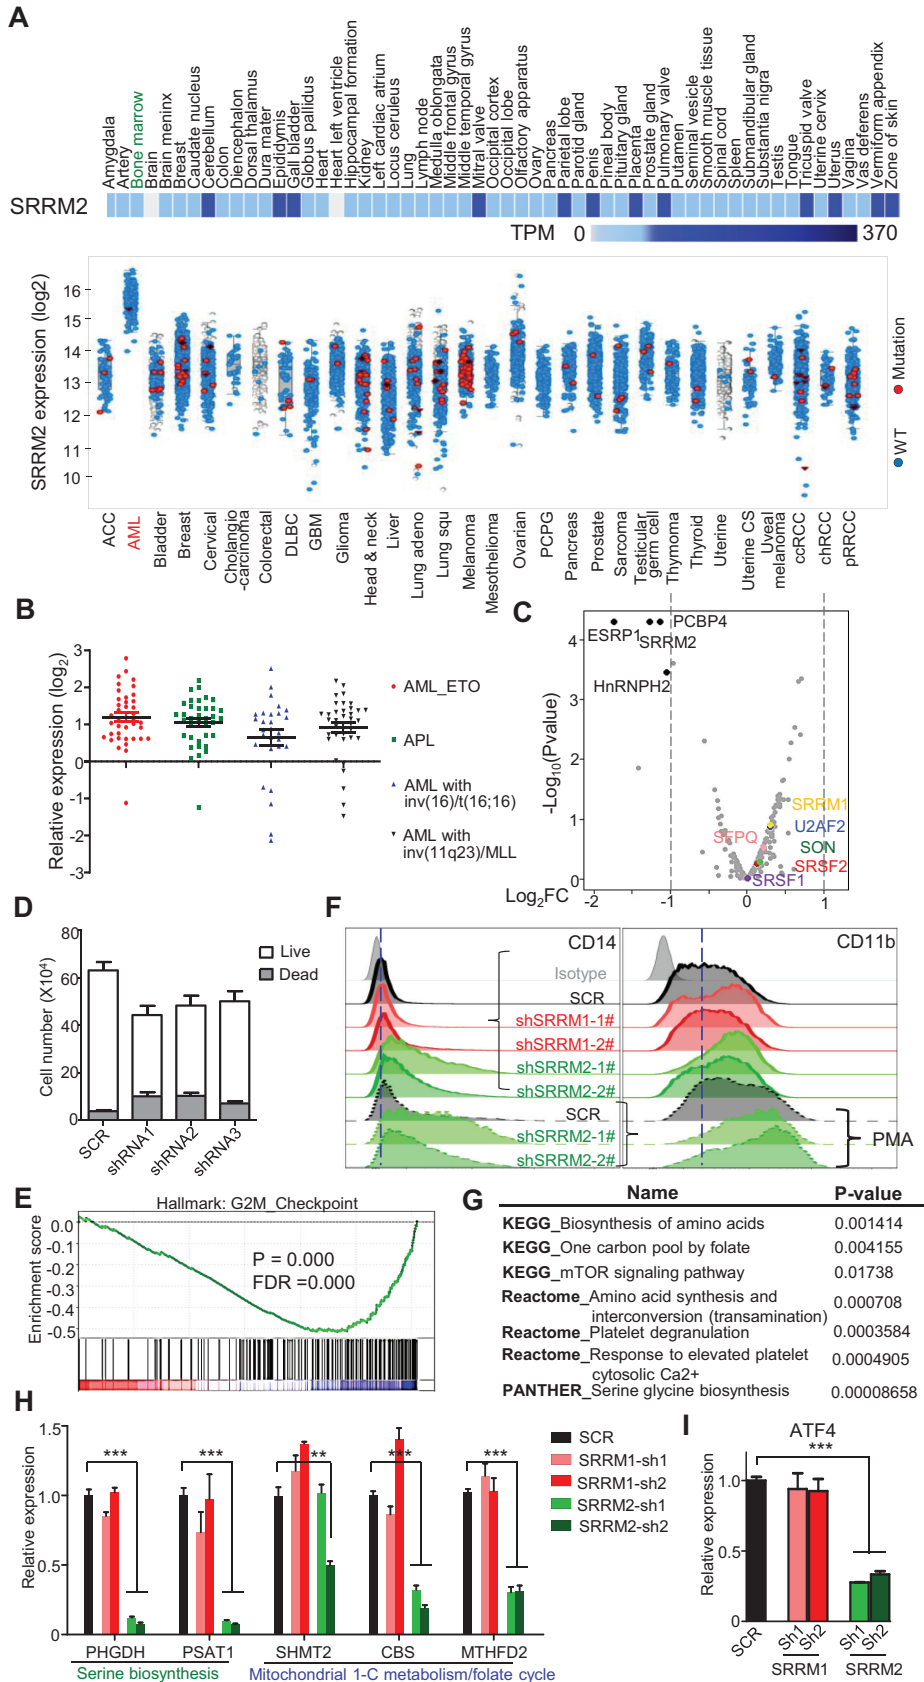 A
Amygdala
Artery
Bone marrow
Brain
Brain meninx
Breast
Caudate nucleus
Cerebellum
Colon
Diencephalon
Dorsal thalamus
Dura mater
Epididymis
Gall bladder
Globus pallidus
Heart
Heart left ventricle
Hippocampal formation
Kidney
Left cardiac atrium
Locus ceruleus
Lung
Lymph node
Medulla oblongata
Middle frontal gyrus
Middle temporal gyrus
Mitral valve
Occipital cortex
Occipital lobe
Olfactory apparatus
Ovary
Pancreas
Parietal lobe
Parotid gland
Penis
Pineal body
Pituitary gland
Placenta
Prostate gland
Pulmonary valve
Putamen
Seminal vesicle
Smooth muscle tissue
Spinal cord
Spleen
Submandibular gland
Substantia nigra
Testis
Tongue
Tricuspid valve
Uterine cervix
Uterus
Vagina
Vas deferens
Vermiform appendix
Zone of skin
SRRM2
TPM 0 370
SRRM2 expression (log2)
16
15
14
13
12
11
10
Mutation
WT
ACC
AML
Bladder
Breast
Cervical
Cholangio
-carcinoma
Colorectal
DLBC
GBM
Glioma
Head & neck
Liver
Lung adeno
Lung squ
Melanoma
Mesothelioma
Ovarian
PCPG
Pancreas
Prostate
Sarcoma
Testicular
germ cell
Thymoma
Thyroid
Uterine
Uterine CS
Uveal
melanoma
ccRCC
chRCC
pRRCC
B
Relative expression (log2)
3
2
1
0
-1
-2
-3
AML_ETO
APL
AML with
inv(16)/t(16;16)
AML with
inv(11q23)/MLL
C
-Log10(Pvalue)
4
3
2
1
0
ESRP1
PCBP4
SRRM2
HnRNPH2
SRRM1
U2AF2
SFPQ
SON
SRSF2
SRSF1
Log2FC
-2 -1 0 1 2
D
Cell number (X10⁴)
80
60
40
20
0
Live
Dead
SCR
shRNA1
shRNA2
shRNA3
F
CD14
CD11b
Isotype
SCR
shSRRM1-1#
shSRRM1-2#
shSRRM2-1#
shSRRM2-2#
SCR
shSRRM2-1#
shSRRM2-2#
PMA
E
Hallmark: G2M_Checkpoint
Enrichment score
0.0
-0.1
-0.2
-0.3
-0.4
-0.5
P = 0.000
FDR =0.000
G
Name P-value
KEGG_Biosynthesis of amino acids 0.001414
KEGG_One carbon pool by folate 0.004155
KEGG_mTOR signaling pathway 0.01738
Reactome_Amino acid synthesis and
interconversion (transamination) 0.000708
Reactome_Platelet degranulation 0.0003584
Reactome_Response to elevated platelet
cytosolic Ca2+ 0.0004905
PANTHER_Serine glycine biosynthesis 0.00008658
H
Relative expression
1.5
1.0
0.5
0
*** *** ** *** ***
SCR
SRRM1-sh1
SRRM1-sh2
SRRM2-sh1
SRRM2-sh2
PHGDH PSAT1 SHMT2 CBS MTHFD2
Serine biosynthesis Mitochondrial 1-C metabolism/folate cycle
I
ATF4
***
Relative expression
1.0
0.5
0
SCR
Sh1
Sh2
Sh1
Sh2
SRRM1 SRRM2